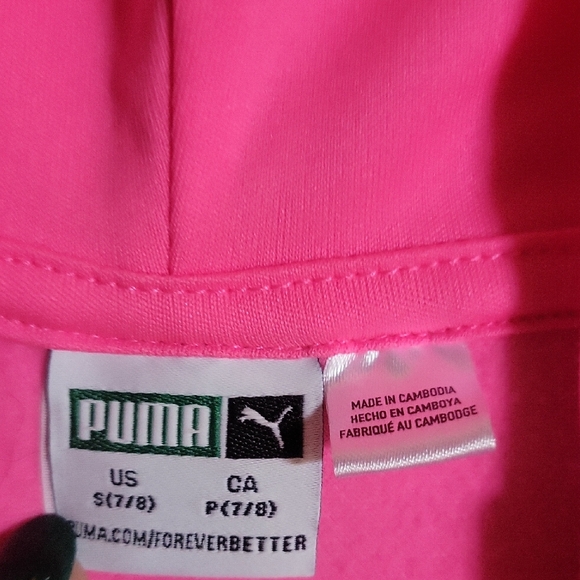 PUMA
US CA
S(7/8) P(7/8)
PUMA.COM/FOREVERBETTER
MADE IN CAMBODIA
HECHO EN CAMBOYA
FABRIQUÉ AU CAMBODGE